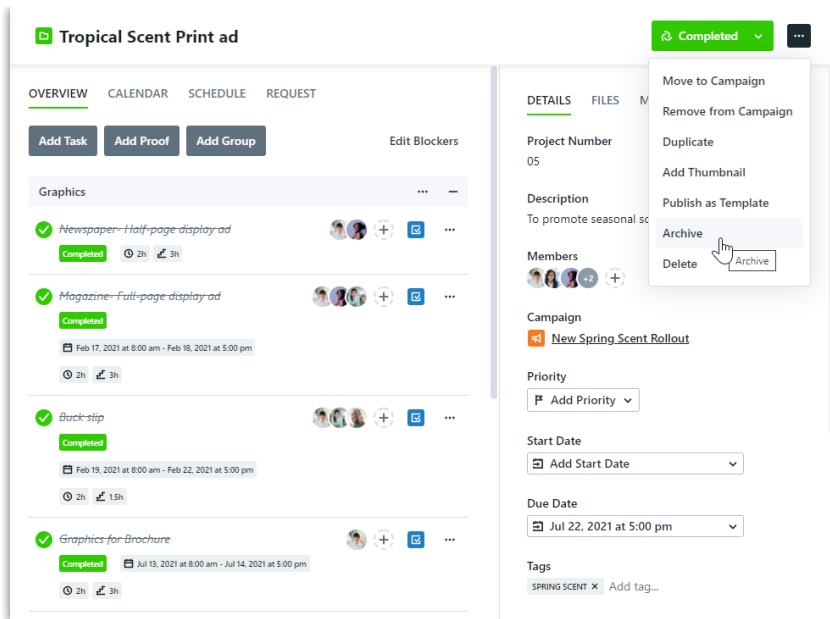 Tropical Scent Print ad
Completed
OVERVIEW CALENDAR SCHEDULE REQUEST
Add Task Add Proof Add Group Edit Blockers
Graphics
Newspaper- Half-page display ad
Completed 2h 3h
Magazine- Full-page display ad
Completed
Feb 17, 2021 at 8:00 am - Feb 18, 2021 at 5:00 pm
2h 3h
Buck slip
Completed
Feb 19, 2021 at 8:00 am - Feb 22, 2021 at 5:00 pm
2h 1.5h
Graphics for Brochure
Completed Jul 13, 2021 at 8:00 am - Jul 14, 2021 at 5:00 pm
2h 3h
DETAILS FILES M
Project Number
05
Description
To promote seasonal sc
Members
+2
Campaign
New Spring Scent Rollout
Priority
Add Priority
Start Date
Add Start Date
Due Date
Jul 22, 2021 at 5:00 pm
Tags
SPRING SCENT × Add tag...
Move to Campaign
Remove from Campaign
Duplicate
Add Thumbnail
Publish as Template
Archive
Delete
Archive